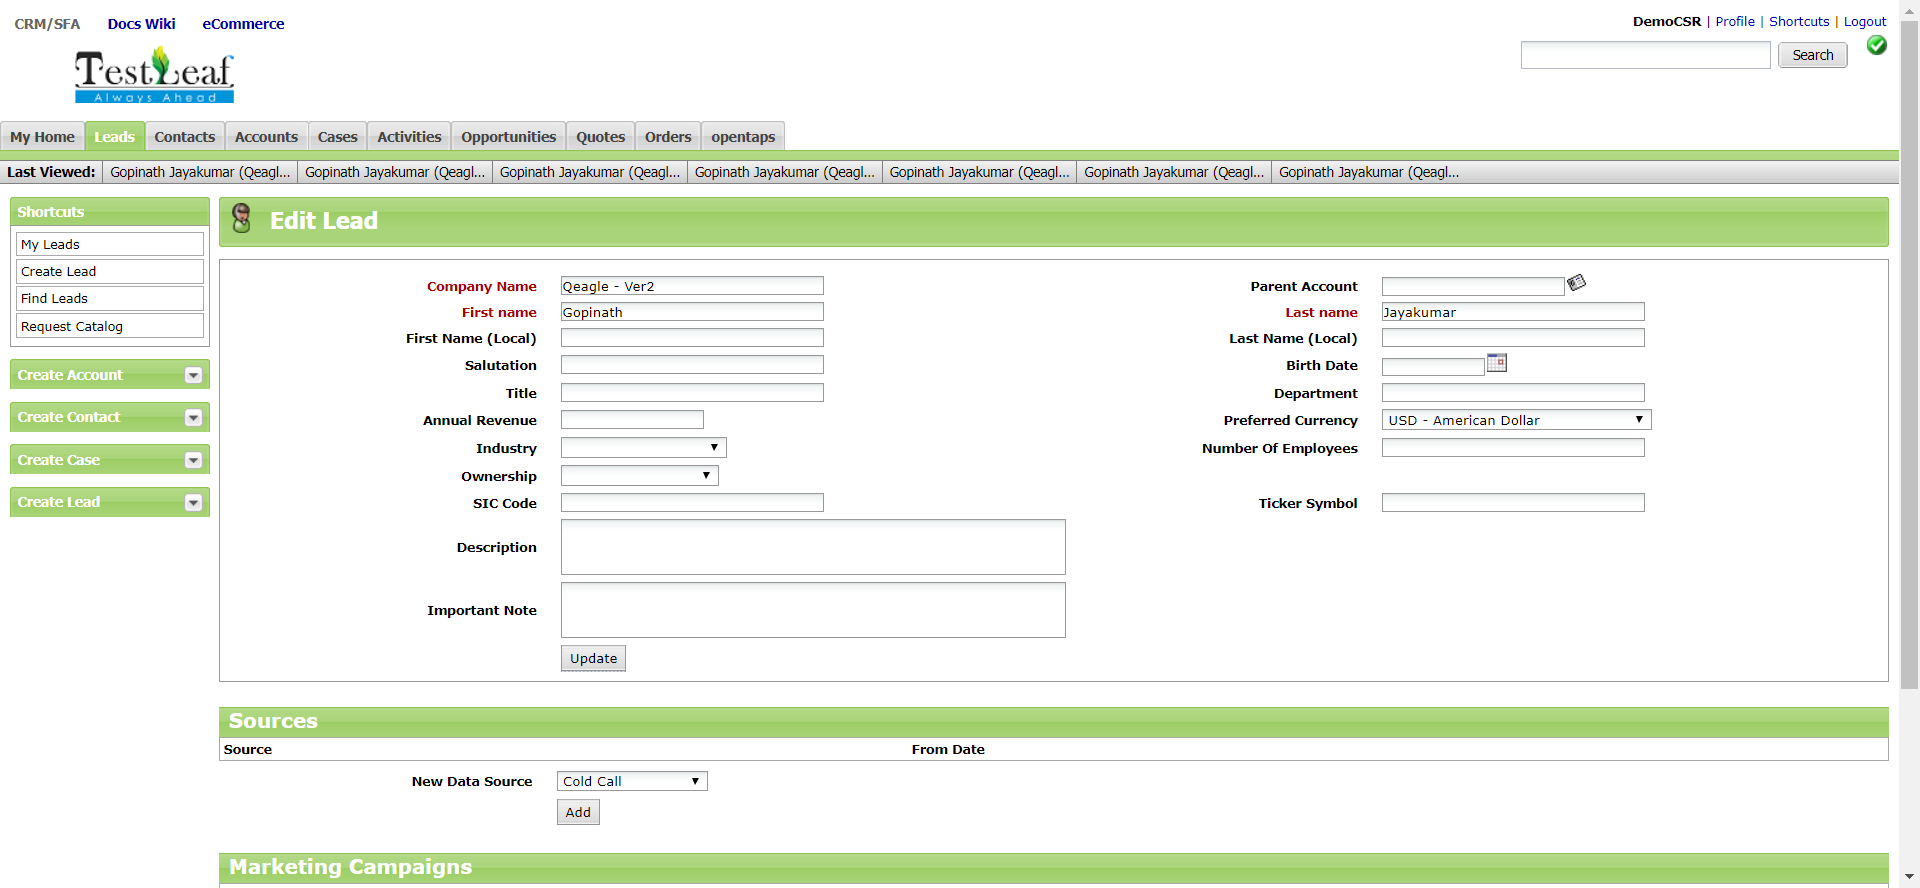 CRM/SFA Docs Wiki eCommerce
DemoCSR | Profile | Shortcuts | Logout
Search
TestLeaf
Always Ahead
My Home Leads Contacts Accounts Cases Activities Opportunities Quotes Orders opentaps
Last Viewed: Gopinath Jayakumar (Qeagl... Gopinath Jayakumar (Qeagl... Gopinath Jayakumar (Qeagl... Gopinath Jayakumar (Qeagl... Gopinath Jayakumar (Qeagl... Gopinath Jayakumar (Qeagl... Gopinath Jayakumar (Qeagl...
Shortcuts
My Leads
Create Lead
Find Leads
Request Catalog
Create Account
Create Contact
Create Case
Create Lead
Edit Lead
Company Name Qeagle - Ver2 Parent Account
First name Gopinath Last name Jayakumar
First Name (Local) Last Name (Local)
Salutation Birth Date
Title Department
Annual Revenue Preferred Currency USD - American Dollar
Industry Number Of Employees
Ownership
SIC Code Ticker Symbol
Description
Important Note
Update
Sources
Source From Date
New Data Source Cold Call
Add
Marketing Campaigns